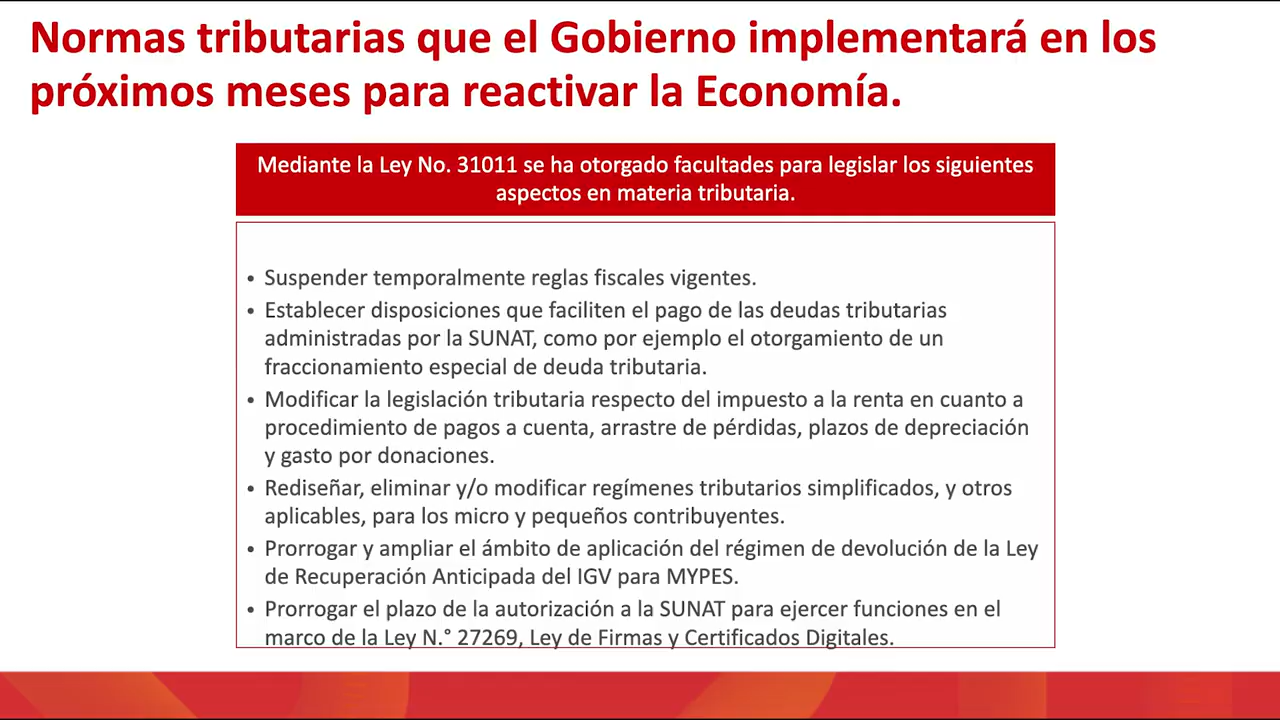 Normas tributarias que el Gobierno implementará en los
próximos meses para reactivar la Economía.
Mediante la Ley No. 31011 se ha otorgado facultades para legislar los siguientes
aspectos en materia tributaria.
• Suspender temporalmente reglas fiscales vigentes.
• Establecer disposiciones que faciliten el pago de las deudas tributarias
administradas por la SUNAT, como por ejemplo el otorgamiento de un
fraccionamiento especial de deuda tributaria.
• Modificar la legislación tributaria respecto del impuesto a la renta en cuanto a
procedimiento de pagos a cuenta, arrastre de pérdidas, plazos de depreciación
y gasto por donaciones.
• Rediseñar, eliminar y/o modificar regímenes tributarios simplificados, y otros
aplicables, para los micro y pequeños contribuyentes.
• Prorrogar y ampliar el ámbito de aplicación del régimen de devolución de la Ley
de Recuperación Anticipada del IGV para MYPES.
• Prorrogar el plazo de la autorización a la SUNAT para ejercer funciones en el
marco de la Ley N.° 27269, Ley de Firmas y Certificados Digitales.